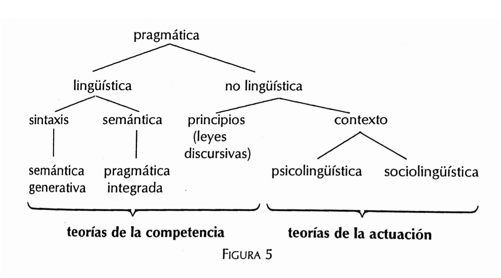 pragmática
lingüística no lingüística
sintaxis semántica principios contexto
(leyes
discursivas)
semántica pragmática psicolingüística sociolingüística
generativa integrada
teorías de la competencia teorías de la actuación
FIGURA 5